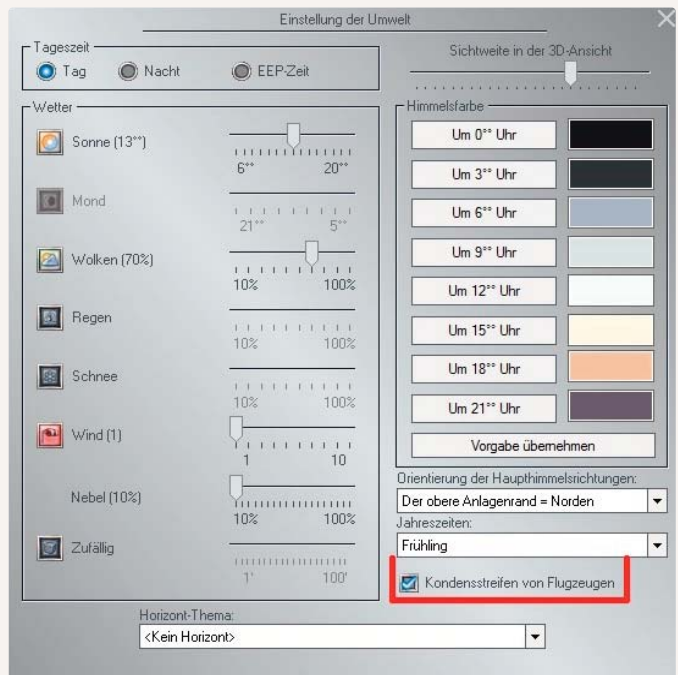 Einstellung der Umwelt
Tageszeit
Tag
Nacht
EEP-Zeit
Sichtweite in der 3D-Ansicht
Wetter
Sonne (13°°)
6°° 20°°
Mond
21°° 5°°
Wolken (70%)
10% 100%
Regen
10% 100%
Schnee
10% 100%
Wind (1)
1 10
Nebel (10%)
10% 100%
Zufällig
1' 100'
Himmelsfarbe
Um 0°° Uhr
Um 3°° Uhr
Um 6°° Uhr
Um 9°° Uhr
Um 12°° Uhr
Um 15°° Uhr
Um 18°° Uhr
Um 21°° Uhr
Vorgabe übernehmen
Orientierung der Haupthimmelsrichtungen:
Der obere Anlagenrand = Norden
Jahreszeiten:
Frühling
Kondensstreifen von Flugzeugen
Horizont-Thema:
<Kein Horizont>